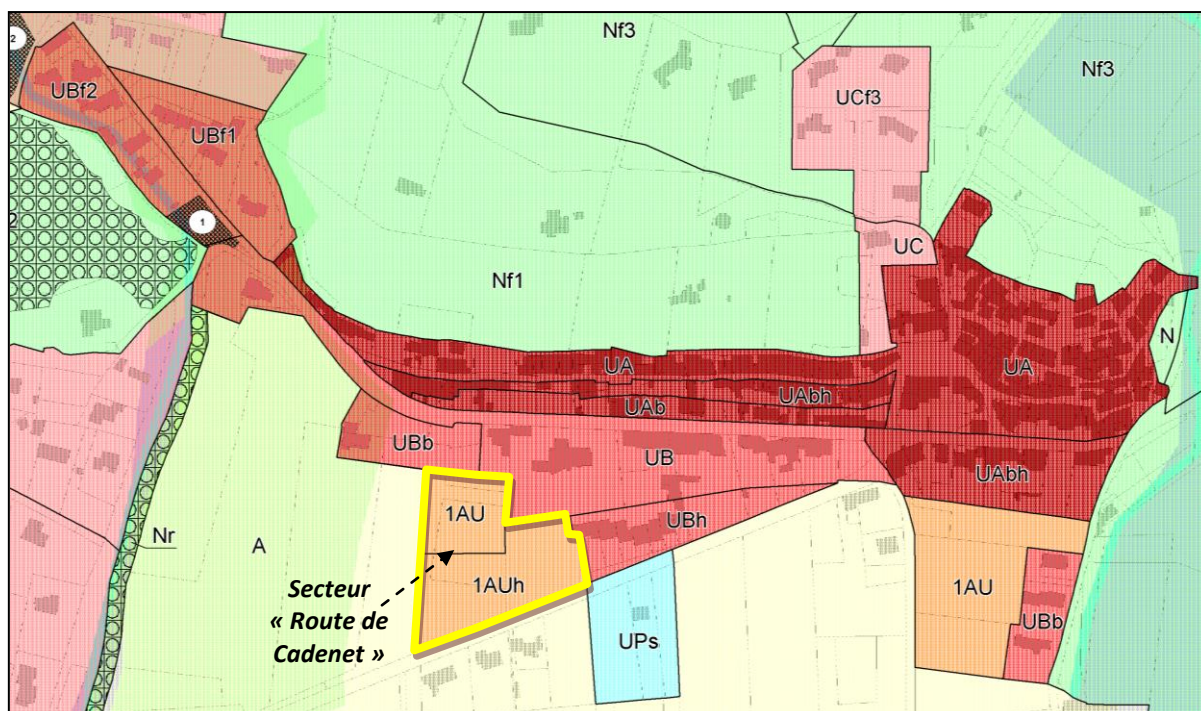 2
Nf3
Nf3
UBf2
UCf3
UBf1
1
2
UC
Nf1
N
UA
UA
UAbh
UAb
UBb
UB
UAbh
1AU
UBh
Nr
A
1AUh
1AU
Secteur
« Route de
Cadenet »
UBb
UPs